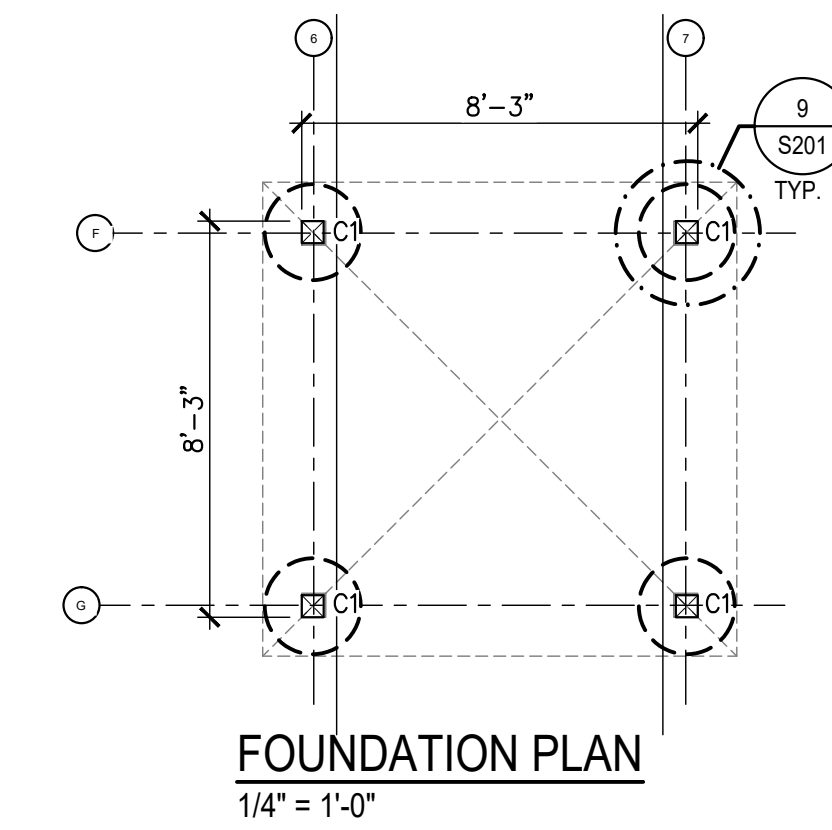 6
7
8'-3"
9
S201
TYP.
F
C1
C1
8'-3"
G
C1
C1
FOUNDATION PLAN
1/4" = 1'-0"